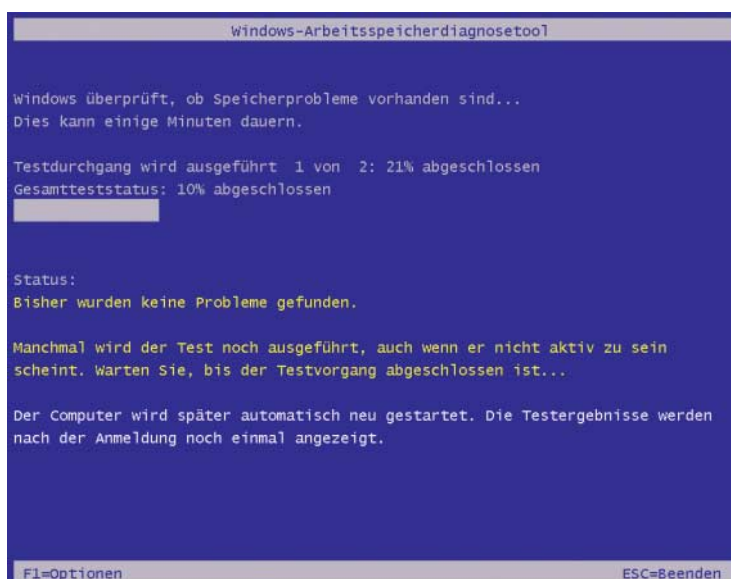 Windows-Arbeitsspeicherdiagnosetool
Windows überprüft, ob Speicherprobleme vorhanden sind...
Dies kann einige Minuten dauern.
Testdurchgang wird ausgeführt 1 von 2: 21% abgeschlossen
Gesamtteststatus: 10% abgeschlossen
Status:
Bisher wurden keine Probleme gefunden.
Manchmal wird der Test noch ausgeführt, auch wenn er nicht aktiv zu sein
scheint. Warten Sie, bis der Testvorgang abgeschlossen ist...
Der Computer wird später automatisch neu gestartet. Die Testergebnisse werden
nach der Anmeldung noch einmal angezeigt.
F1=Optionen ESC=Beenden